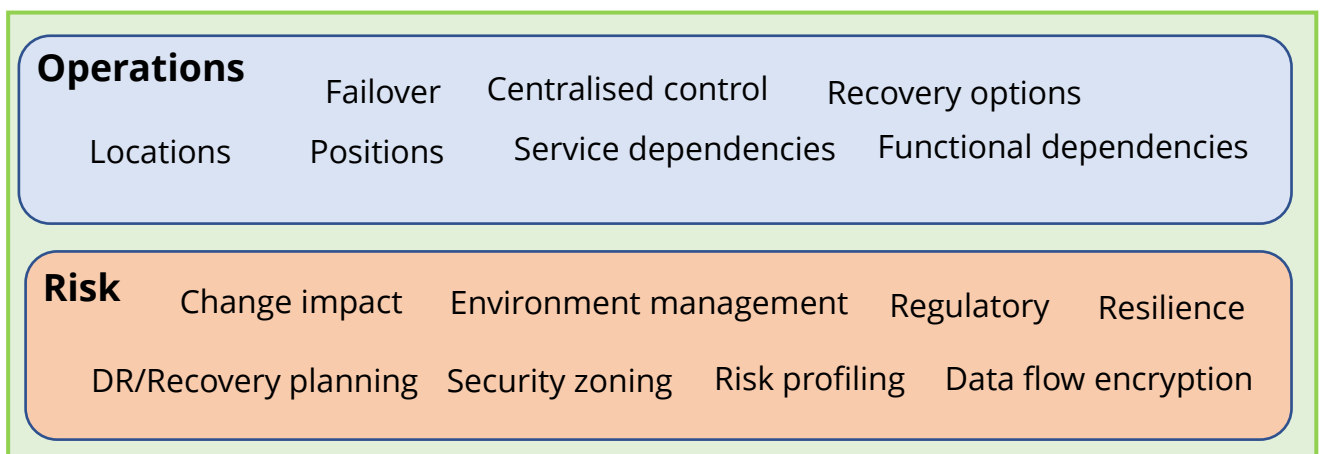 Operations
Failover Centralised control Recovery options
Locations Positions Service dependencies Functional dependencies
Risk
Change impact Environment management Regulatory Resilience
DR/Recovery planning Security zoning Risk profiling Data flow encryption